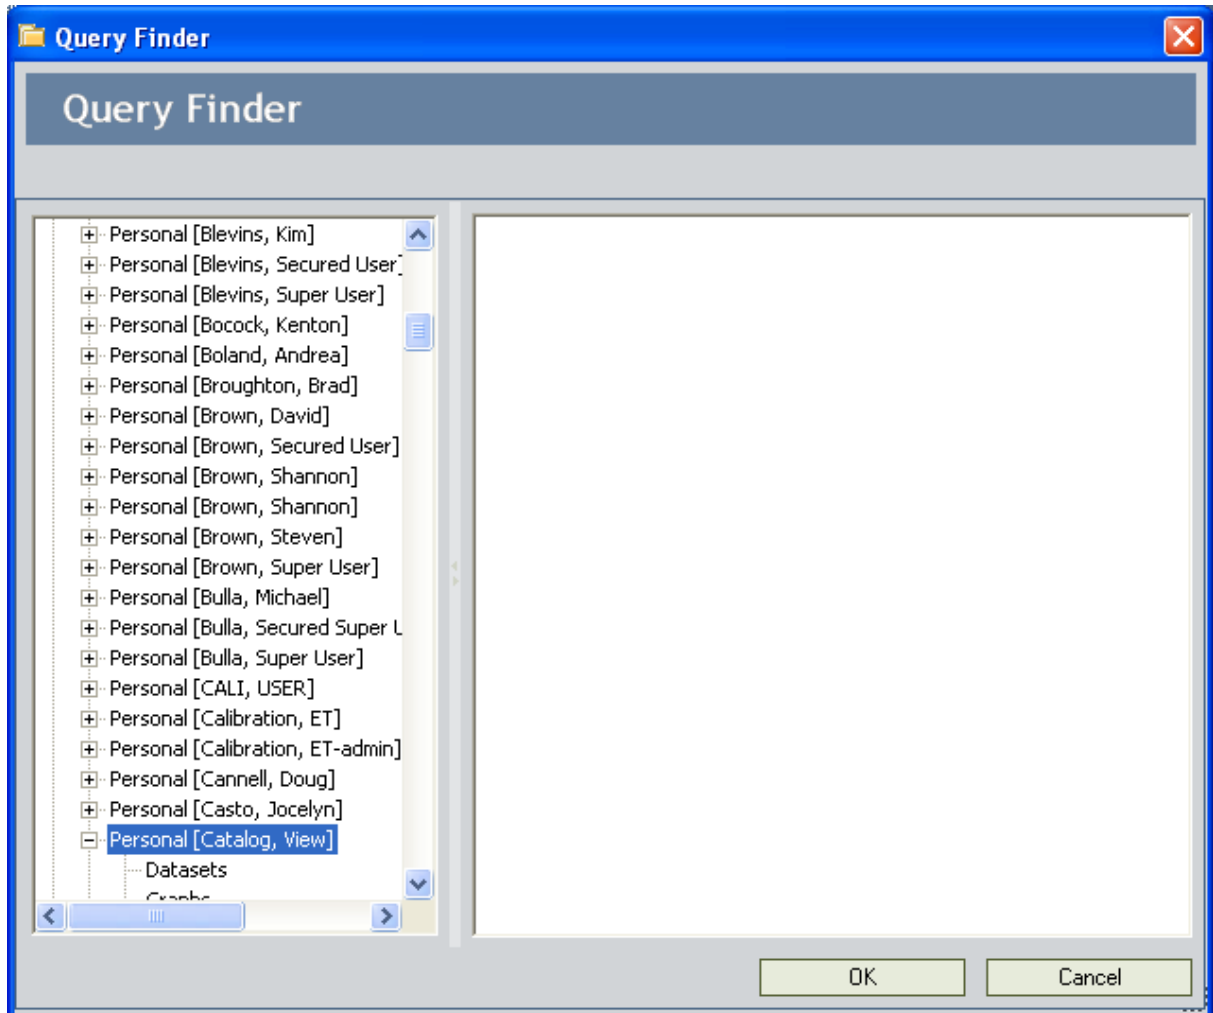 Query Finder
Query Finder
Personal [Blevins, Kim]
Personal [Blevins, Secured User]
Personal [Blevins, Super User]
Personal [Bocock, Kenton]
Personal [Boland, Andrea]
Personal [Broughton, Brad]
Personal [Brown, David]
Personal [Brown, Secured User]
Personal [Brown, Shannon]
Personal [Brown, Shannon]
Personal [Brown, Steven]
Personal [Brown, Super User]
Personal [Bulla, Michael]
Personal [Bulla, Secured Super U
Personal [Bulla, Super User]
Personal [CALI, USER]
Personal [Calibration, ET]
Personal [Calibration, ET-admin]
Personal [Cannell, Doug]
Personal [Casto, Jocelyn]
Personal [Catalog, View]
Datasets
Graphs
OK Cancel